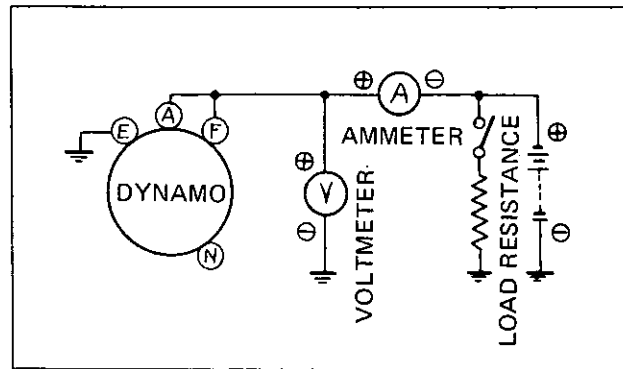 ⊕ A ⊖
A
E F AMMETER
⊕ ⊕
DYNAMO V
⊖ ⊖
N
VOLTMETER
LOAD RESISTANCE